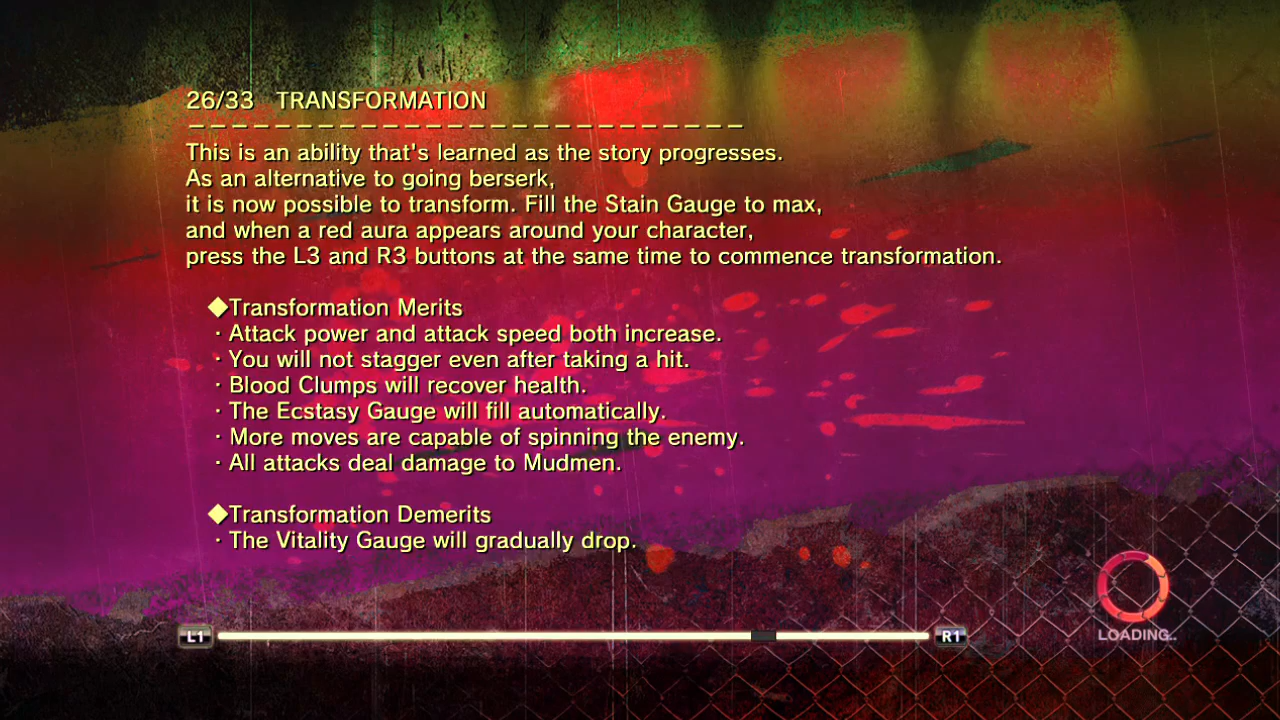 26/33 TRANSFORMATION
--------------------------
This is an ability that's learned as the story progresses.
As an alternative to going berserk,
it is now possible to transform. Fill the Stain Gauge to max,
and when a red aura appears around your character,
press the L3 and R3 buttons at the same time to commence transformation.
◆Transformation Merits
・Attack power and attack speed both increase.
・You will not stagger even after taking a hit.
・Blood Clumps will recover health.
・The Ecstasy Gauge will fill automatically.
・More moves are capable of spinning the enemy.
・All attacks deal damage to Mudmen.
◆Transformation Demerits
・The Vitality Gauge will gradually drop.
L1 R1
LOADING..